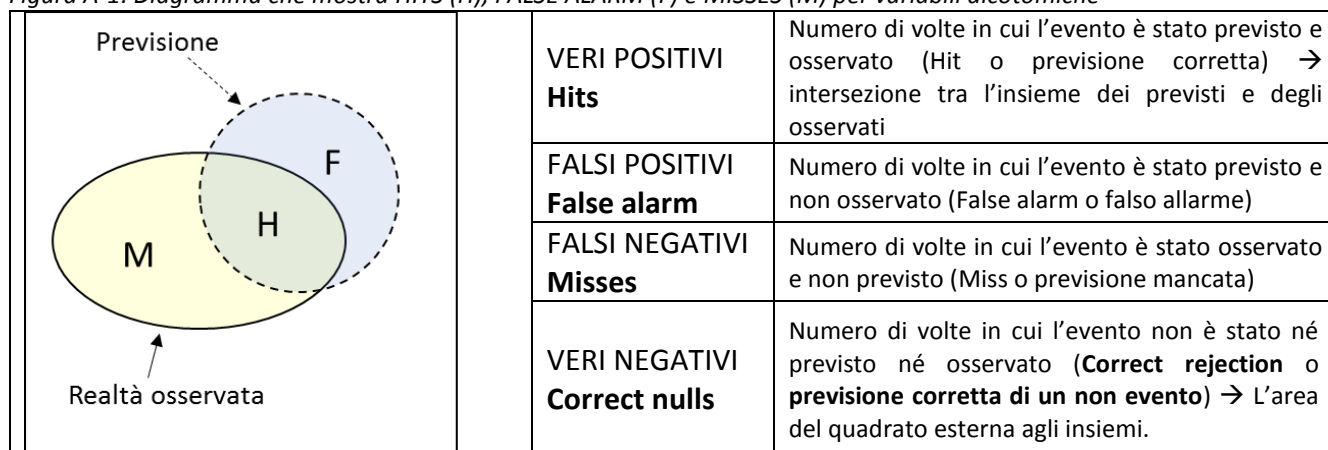 Figura A-1: Diagramma che mostra HITS (H), FALSE ALARM (F) e MISSES (M) per variabili dicotomiche
Previsione
F
H
M
Realtà osservata
VERI POSITIVI
Hits
Numero di volte in cui l’evento è stato previsto e
osservato (Hit o previsione corretta) →
intersezione tra l’insieme dei previsti e degli
osservati
FALSI POSITIVI
False alarm
Numero di volte in cui l’evento è stato previsto e
non osservato (False alarm o falso allarme)
FALSI NEGATIVI
Misses
Numero di volte in cui l’evento è stato osservato
e non previsto (Miss o previsione mancata)
VERI NEGATIVI
Correct nulls
Numero di volte in cui l’evento non è stato né
previsto né osservato (Correct rejection o
previsione corretta di un non evento) → L’area
del quadrato esterna agli insiemi.